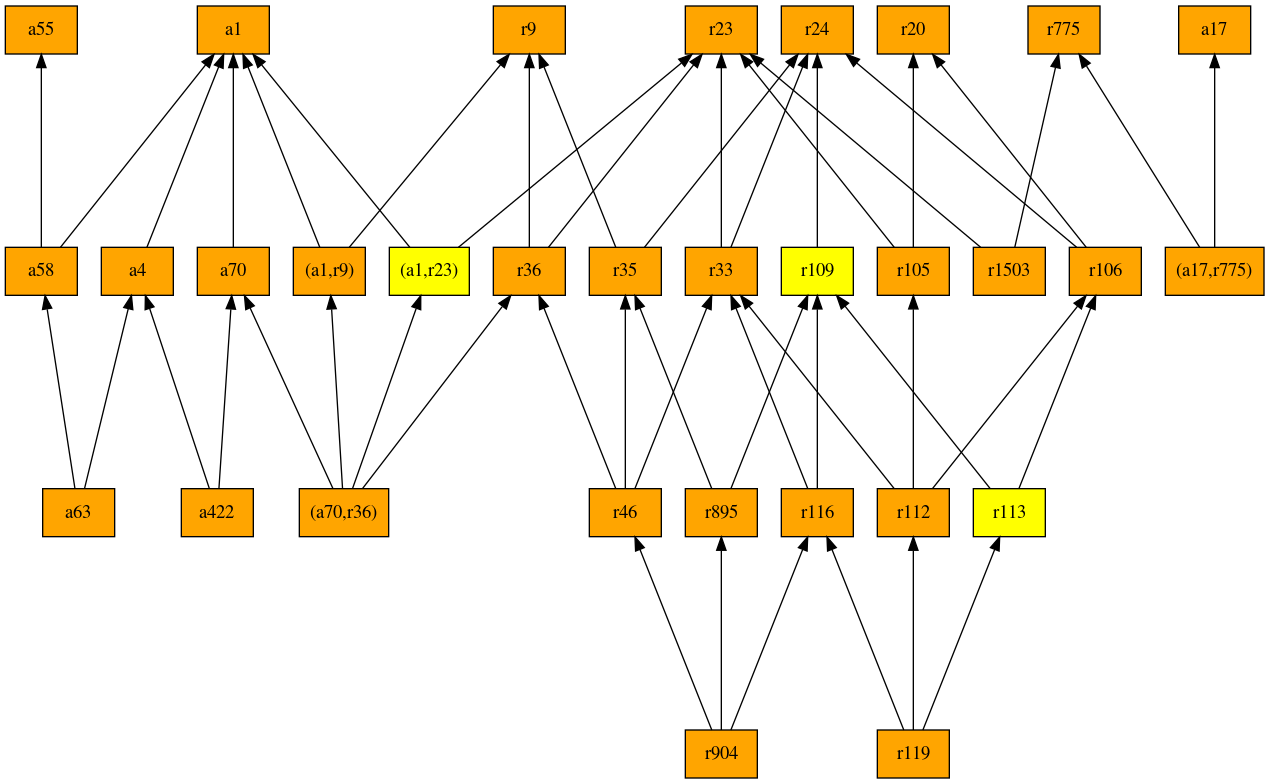 a55 a1 r9 r23 r24 r20 r775 a17
a58 a4 a70 (a1,r9) (a1,r23) r36 r35 r33 r109 r105 r1503 r106 (a17,r775)
a63 a422 (a70,r36) r46 r895 r116 r112 r113
r904 r119